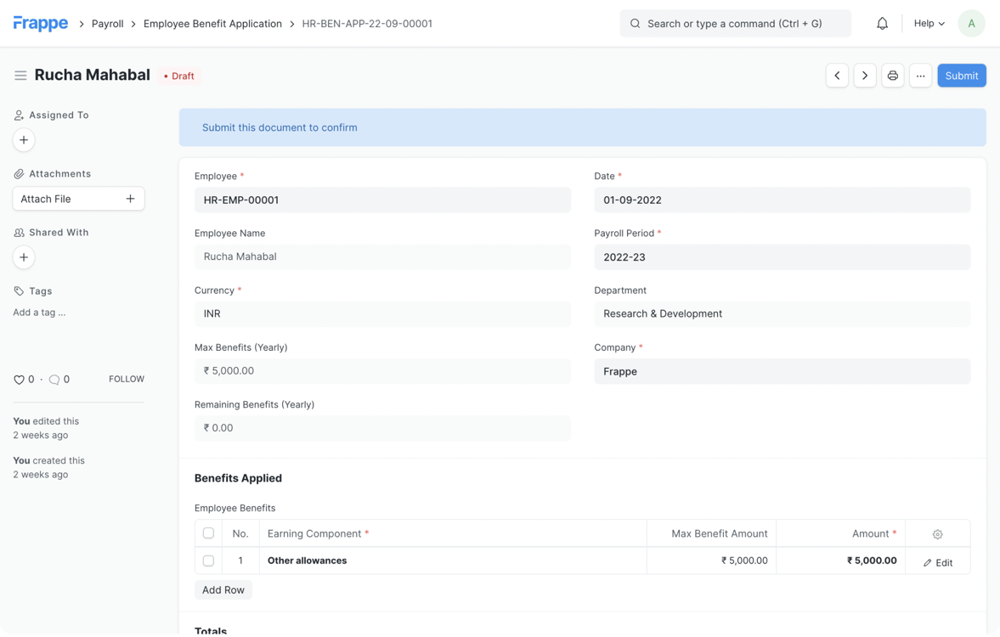 Frappe > Payroll > Employee Benefit Application > HR-BEN-APP-22-09-00001
Search or type a command (Ctrl + G)
Help
A
Rucha Mahabal
• Draft
...
Submit
Assigned To
+
Attachments
Attach File +
Shared With
+
Tags
Add a tag ...
0 · 0 FOLLOW
You edited this
2 weeks ago
You created this
2 weeks ago
Submit this document to confirm
Employee *
HR-EMP-00001
Date *
01-09-2022
Employee Name
Rucha Mahabal
Payroll Period *
2022-23
Currency *
INR
Department
Research & Development
Max Benefits (Yearly)
₹ 5,000.00
Company *
Frappe
Remaining Benefits (Yearly)
₹ 0.00
Benefits Applied
Employee Benefits
No. Earning Component * Max Benefit Amount Amount *
1 Other allowances ₹ 5,000.00 ₹ 5,000.00 Edit
Add Row
Totals